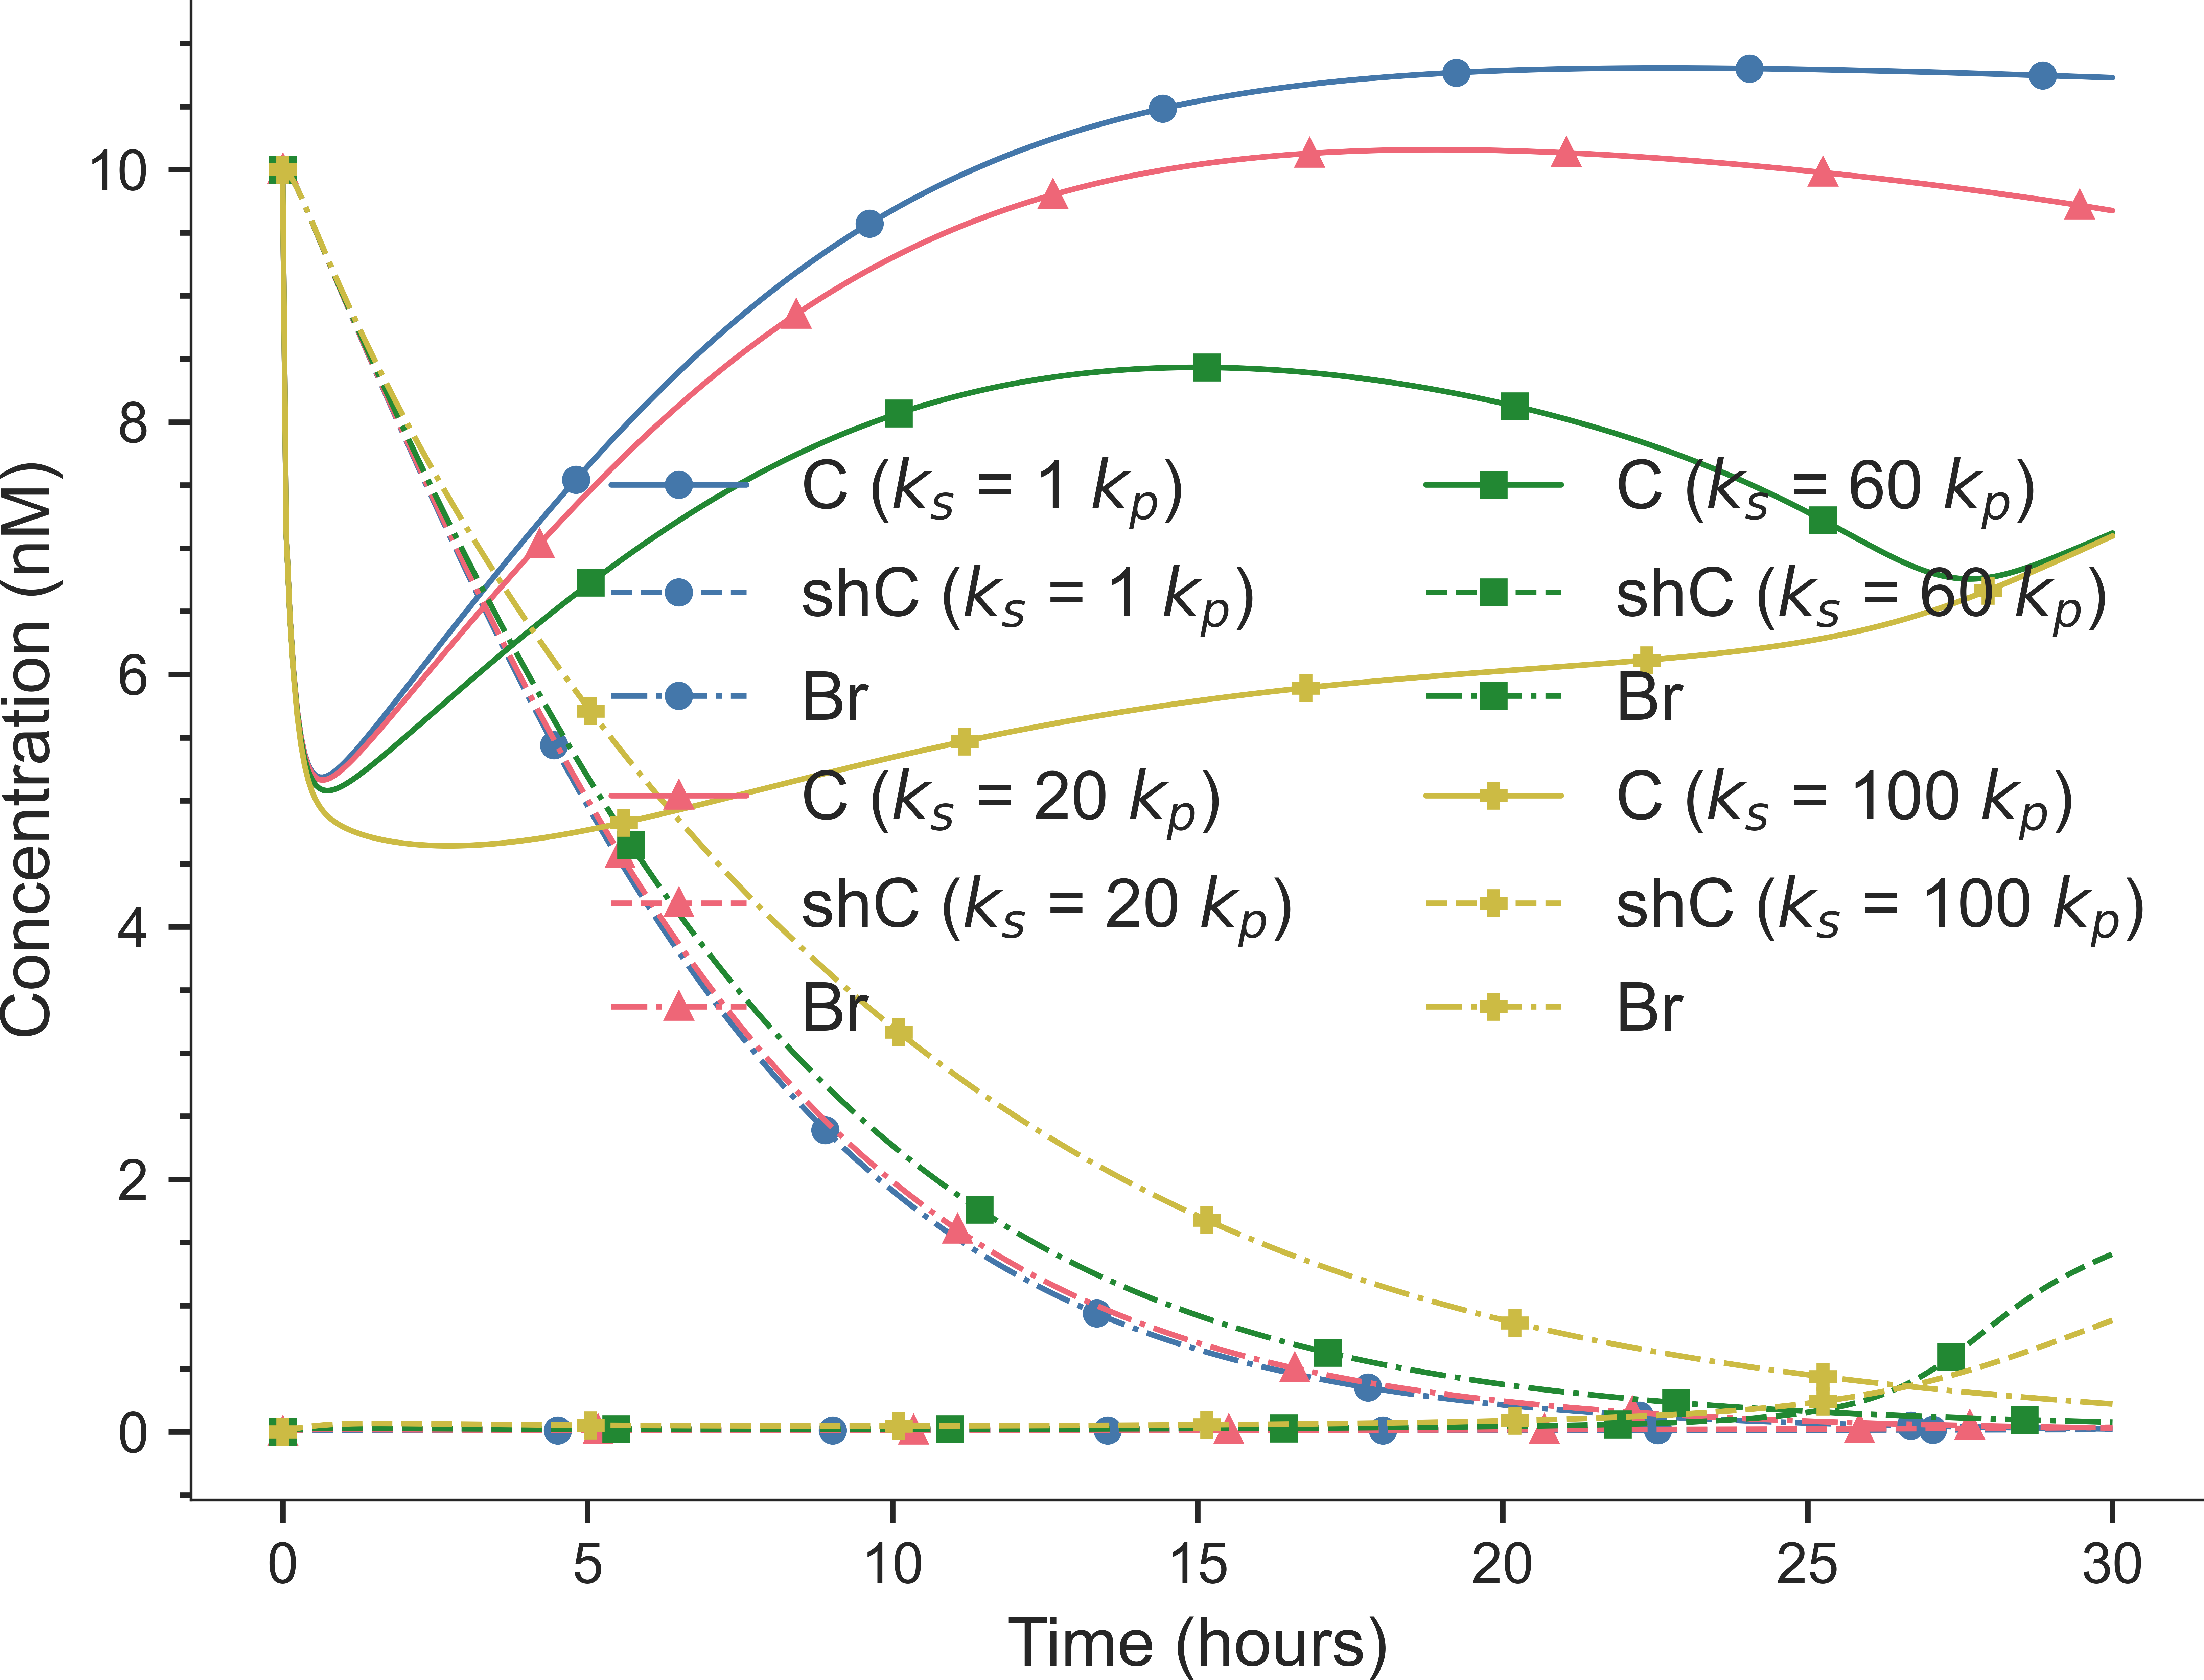 Concentration (nM)
10
8
6
4
2
0
C (kₛ = 1 kₚ)
shC (kₛ = 1 kₚ)
Br
C (kₛ = 20 kₚ)
shC (kₛ = 20 kₚ)
Br
C (kₛ = 60 kₚ)
shC (kₛ = 60 kₚ)
Br
C (kₛ = 100 kₚ)
shC (kₛ = 100 kₚ)
Br
0 5 10 15 20 25 30
Time (hours)